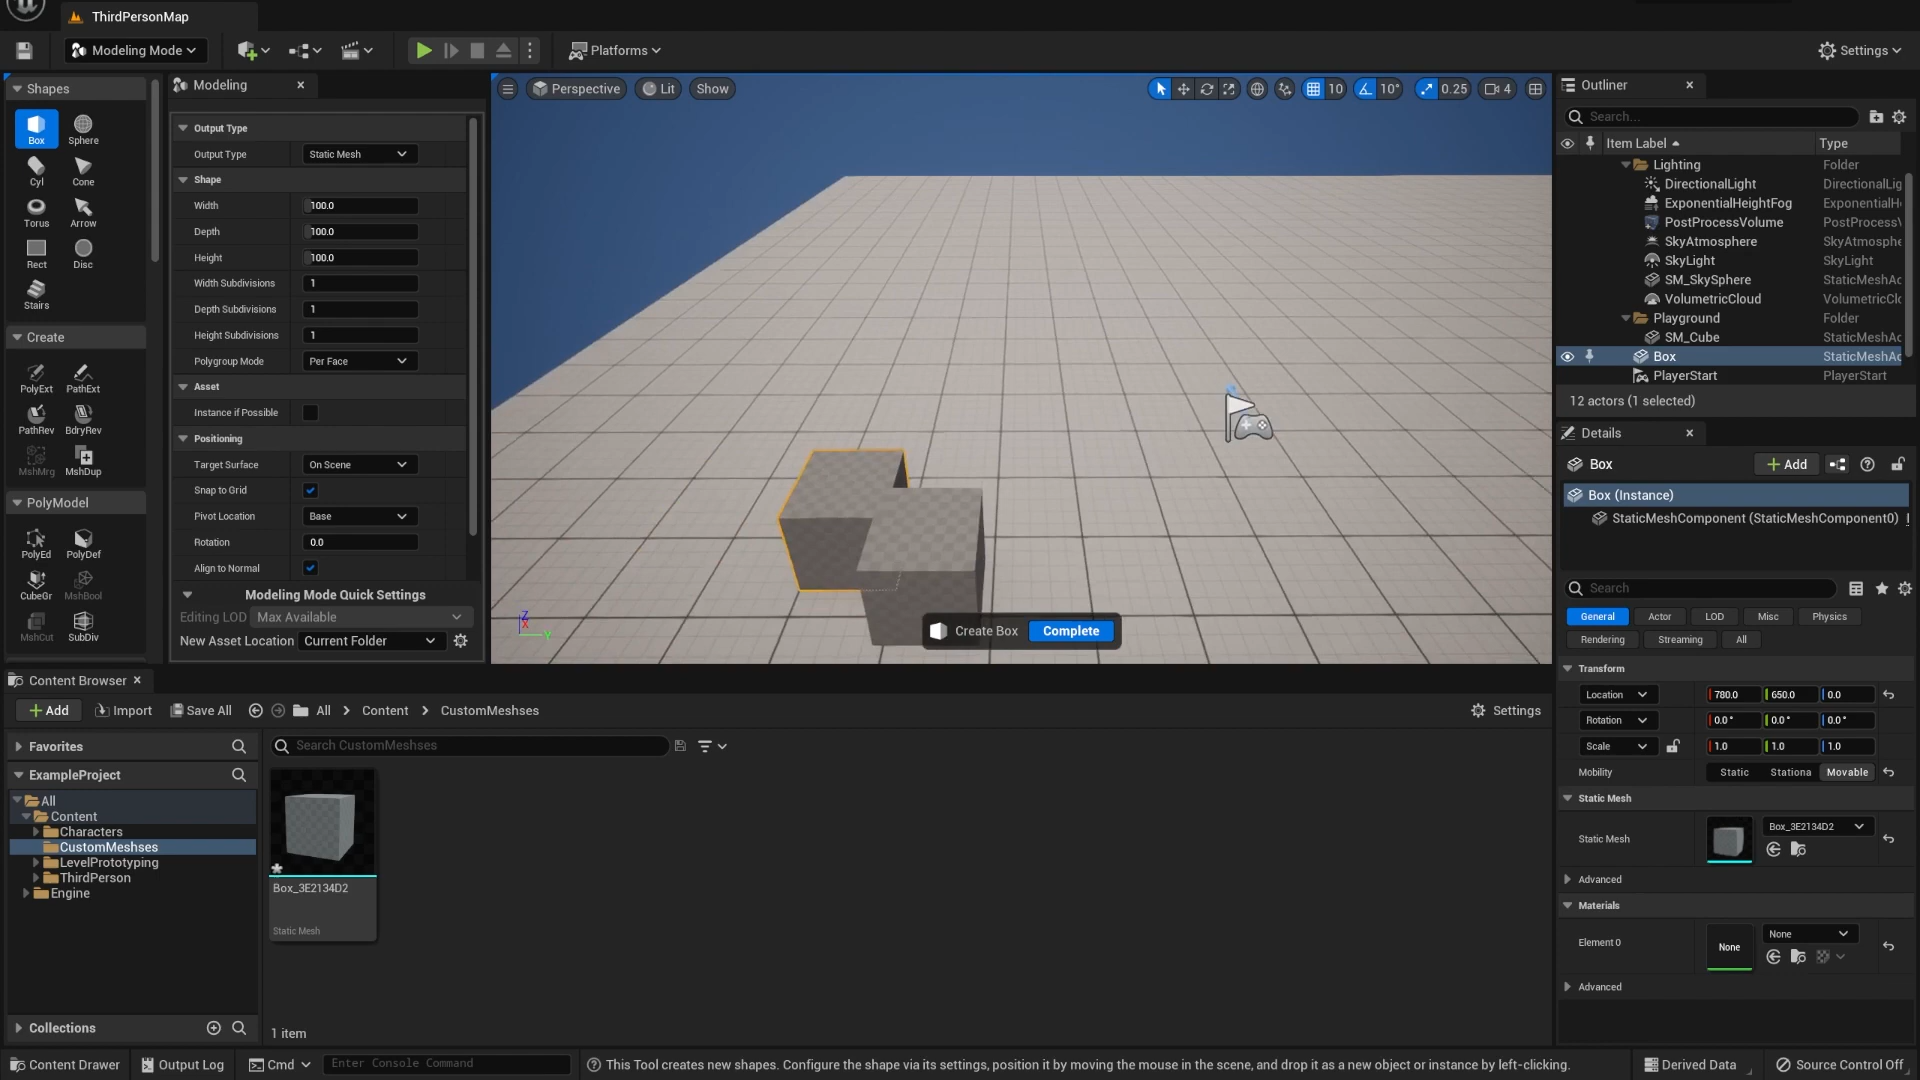 ThirdPersonMap
Modeling Mode
Platforms
Settings
Shapes
Box
Sphere
Cyl
Cone
Torus
Arrow
Rect
Disc
Stairs
Create
PolyExt
PathExt
PathRev
BdryRev
MshMrg
MshDup
PolyModel
PolyEd
PolyDef
CubeGr
MshBool
MshCut
SubDiv
Modeling
Output Type
Output Type Static Mesh
Shape
Width 100.0
Depth 100.0
Height 100.0
Width Subdivisions 1
Depth Subdivisions 1
Height Subdivisions 1
Polygroup Mode Per Face
Asset
Instance if Possible
Positioning
Target Surface On Scene
Snap to Grid
Pivot Location Base
Rotation 0.0
Align to Normal
Modeling Mode Quick Settings
Editing LOD Max Available
New Asset Location Current Folder
Perspective Lit Show
10 10° 0.25 4
Z
X
Y
Create Box Complete
Outliner
Search...
Item Label Type
Lighting Folder
DirectionalLight DirectionalLig
ExponentialHeightFog ExponentialH
PostProcessVolume PostProcessV
SkyAtmosphere SkyAtmosphe
SkyLight SkyLight
SM_SkySphere StaticMeshAc
VolumetricCloud VolumetricClo
Playground Folder
SM_Cube StaticMeshAc
Box StaticMeshAc
PlayerStart PlayerStart
12 actors (1 selected)
Details
Box Add
Box (Instance)
StaticMeshComponent (StaticMeshComponent0)
Search
General Actor LOD Misc Physics
Rendering Streaming All
Transform
Location 780.0 650.0 0.0
Rotation 0.0° 0.0° 0.0°
Scale 1.0 1.0 1.0
Mobility Static Stationa Movable
Static Mesh
Static Mesh Box_3E2134D2
Advanced
Materials
Element 0 None None
Advanced
Content Browser
Add Import Save All All > Content > CustomMeshses Settings
Favorites
ExampleProject
All
Content
Characters
CustomMeshses
LevelPrototyping
ThirdPerson
Engine
Collections
Search CustomMeshses
Box_3E2134D2
Static Mesh
1 item
Content Drawer Output Log Cmd Enter Console Command This Tool creates new shapes. Configure the shape via its settings, position it by moving the mouse in the scene, and drop it as a new object or instance by left-clicking. Derived Data Source Control Off